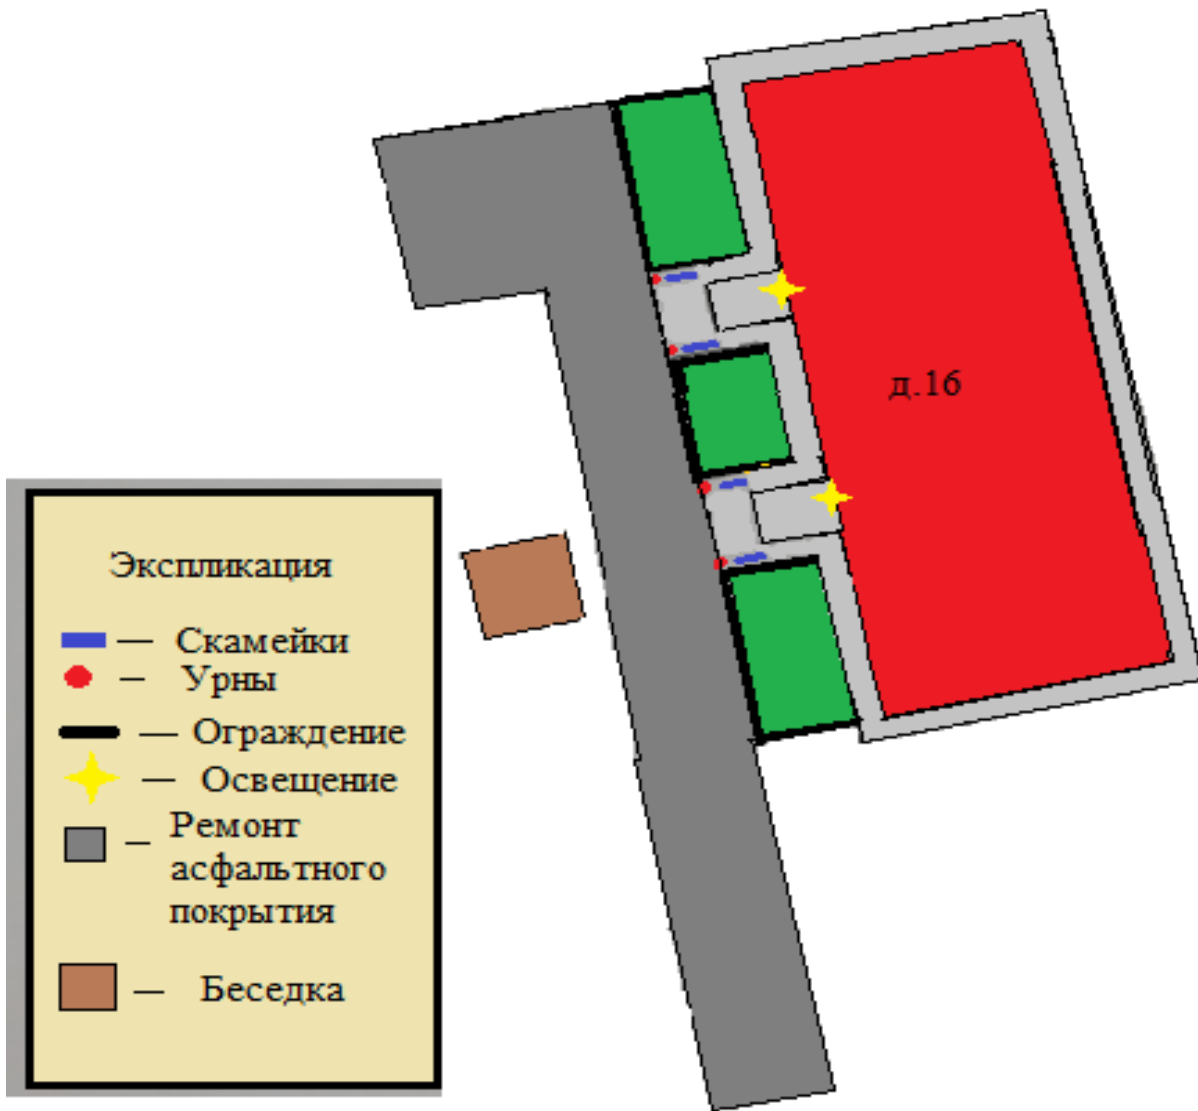 д.16
Экспликация
— Скамейки
— Урны
— Ограждение
— Освещение
— Ремонт
асфальтного
покрытия
— Беседка